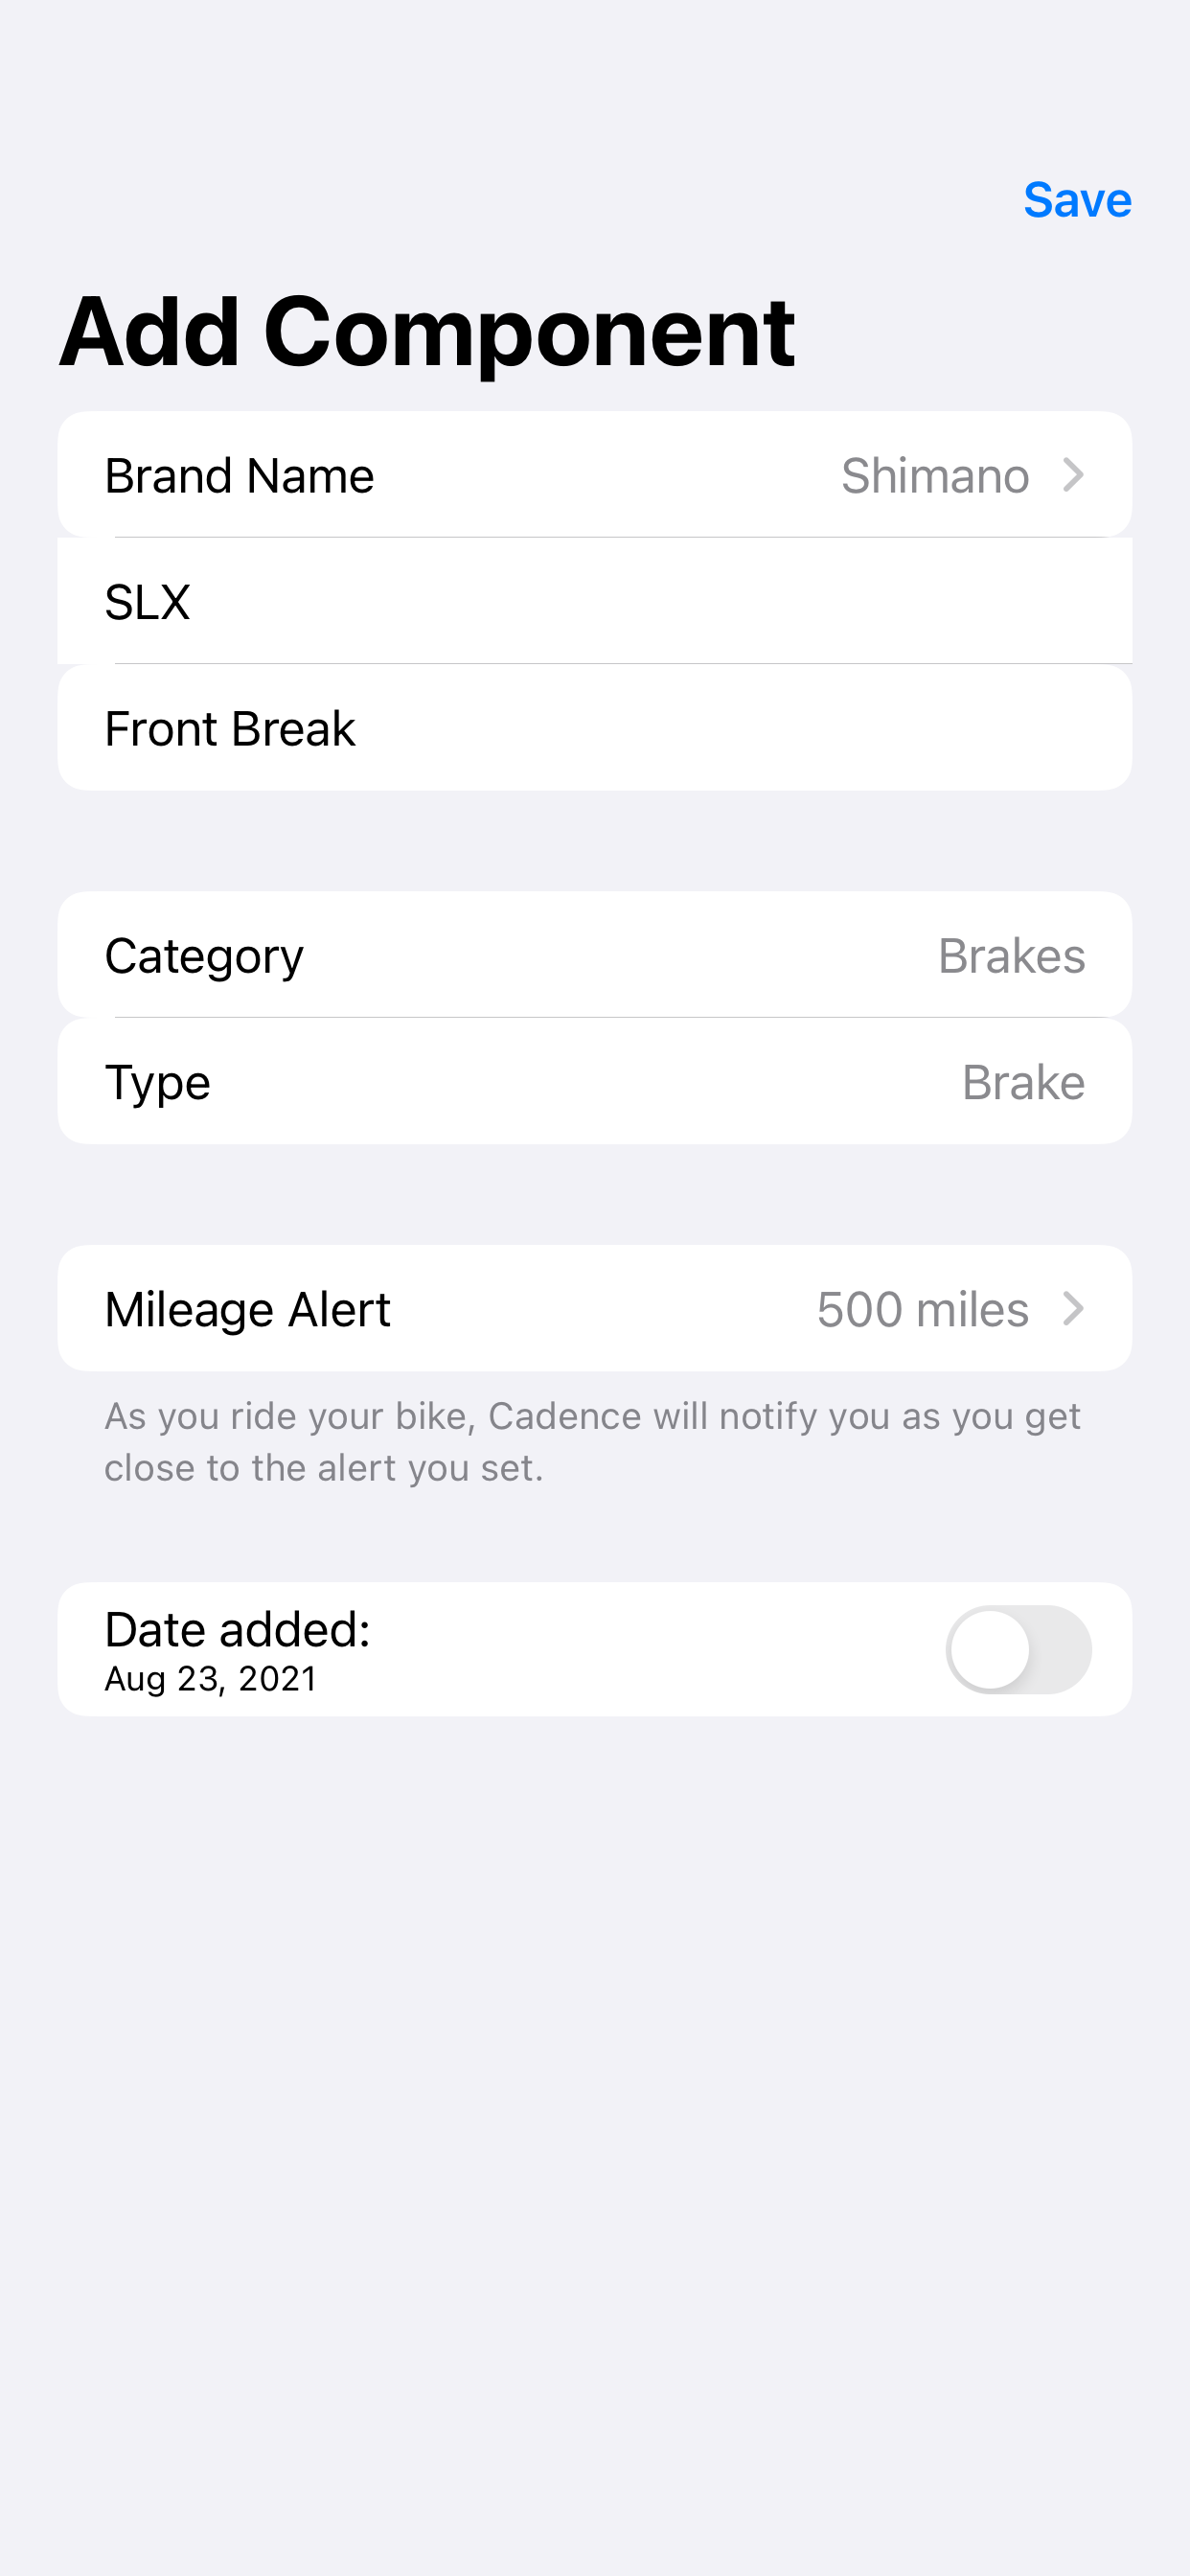 Save
Add Component
Brand Name Shimano
SLX
Front Break
Category Brakes
Type Brake
Mileage Alert 500 miles
As you ride your bike, Cadence will notify you as you get
close to the alert you set.
Date added:
Aug 23, 2021